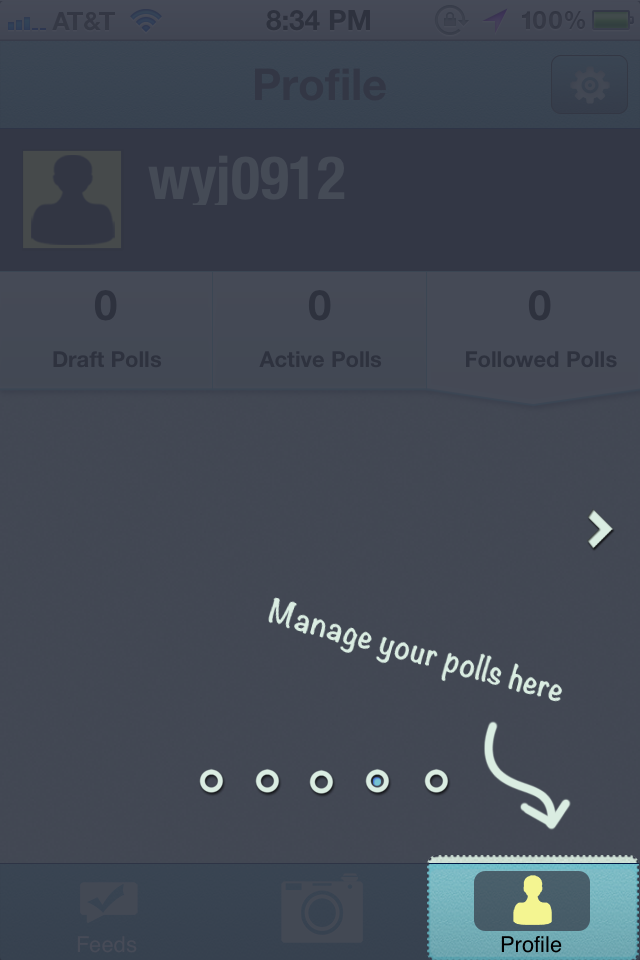 AT&T 8:34 PM 100%
Profile
wyj0912
0 0 0
Draft Polls Active Polls Followed Polls
Manage your polls here
Feeds Profile